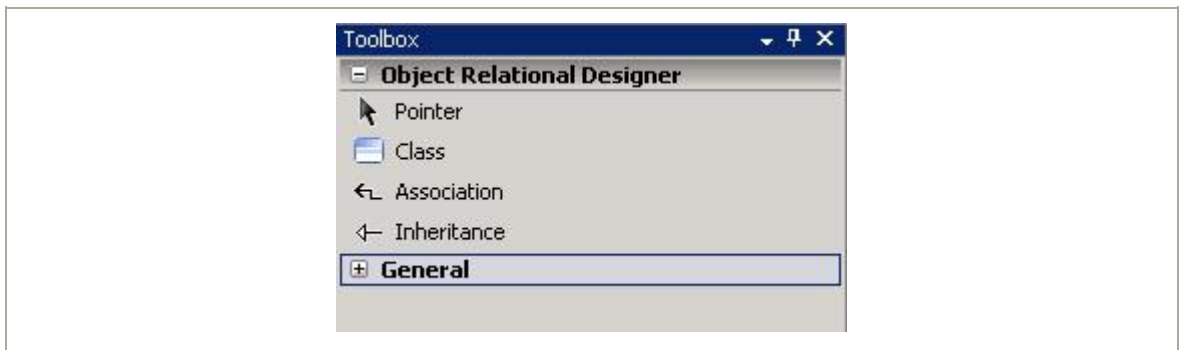 Toolbox
Object Relational Designer
Pointer
Class
Association
Inheritance
General